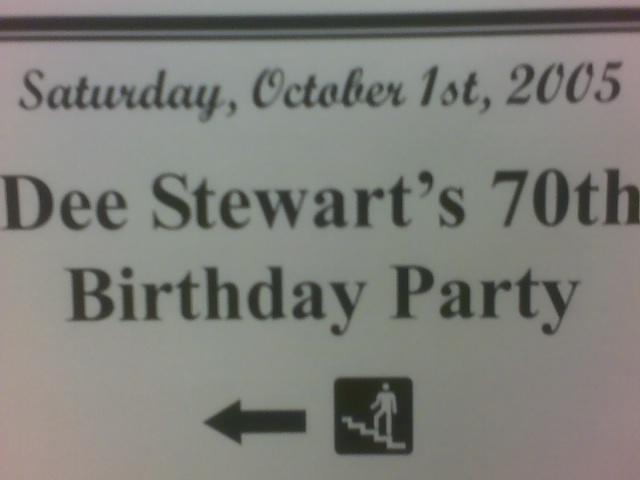 Saturday, October 1st, 2005
Dee Stewart's 70th
Birthday Party